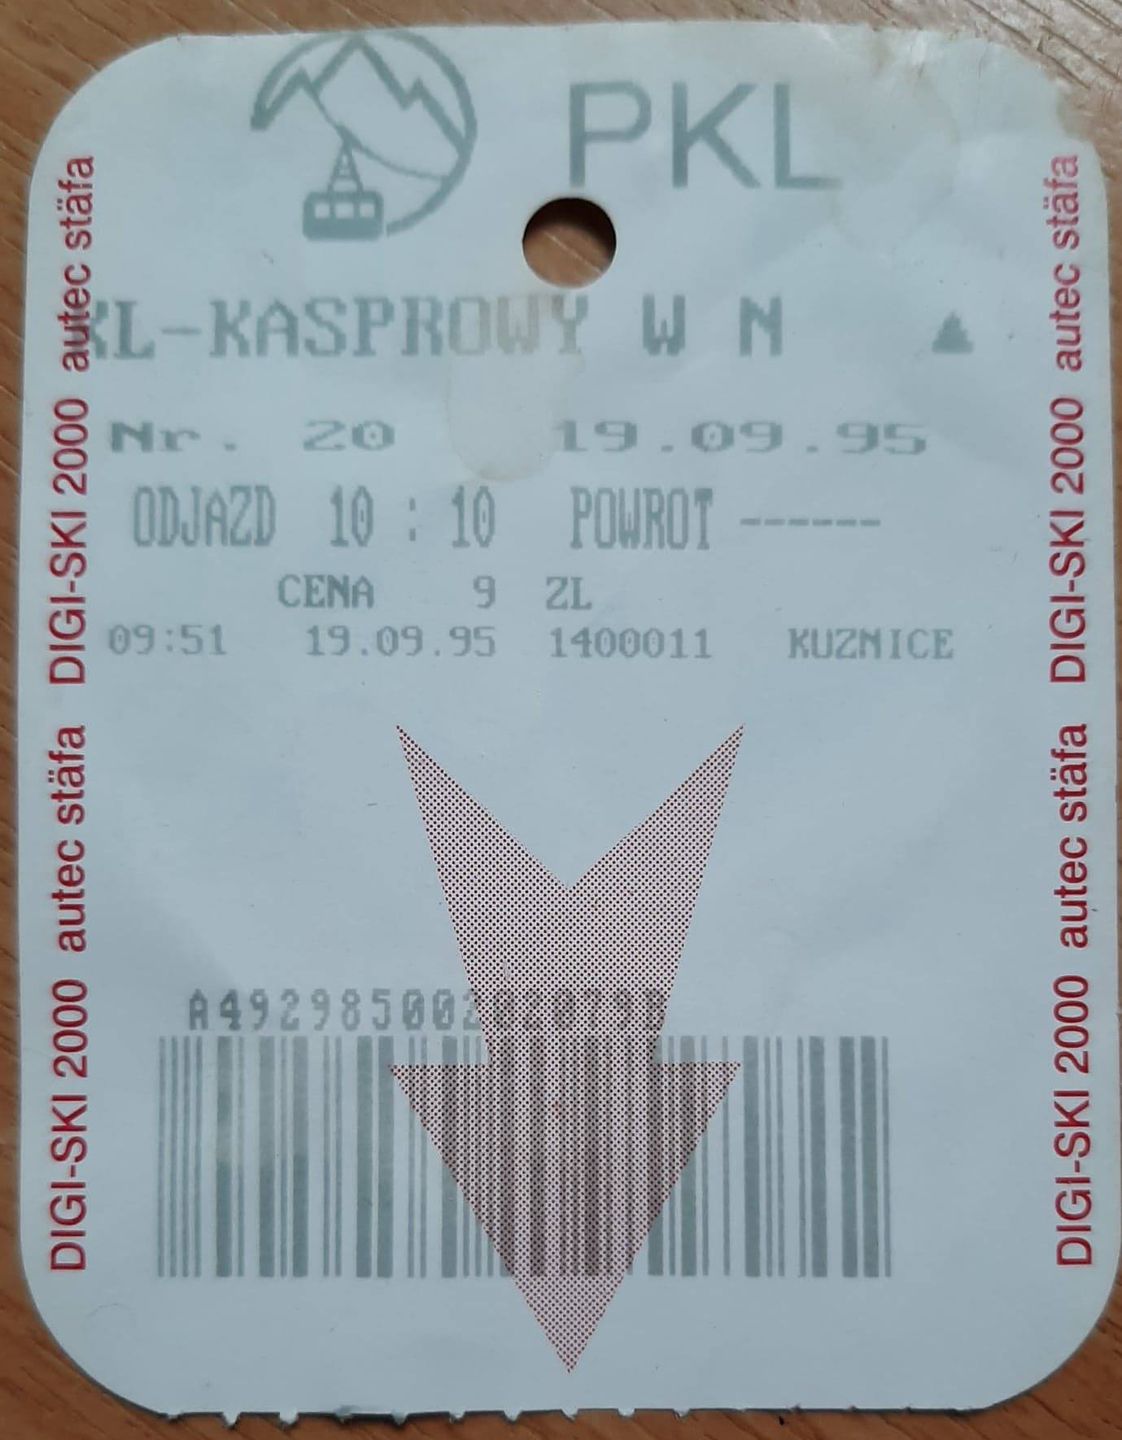 PKL
KL-KASPROWY W N ▲
Nr. 20 19.09.95
ODJAZD 10 : 10 POWROT ------
CENA 9 ZL
09:51 19.09.95 1400011 KUZNICE
DIGI-SKI 2000 autec stäfa DIGI-SKI 2000 autec stäfa
DIGI-SKI 2000 autec stäfa DIGI-SKI 2000 autec stäfa